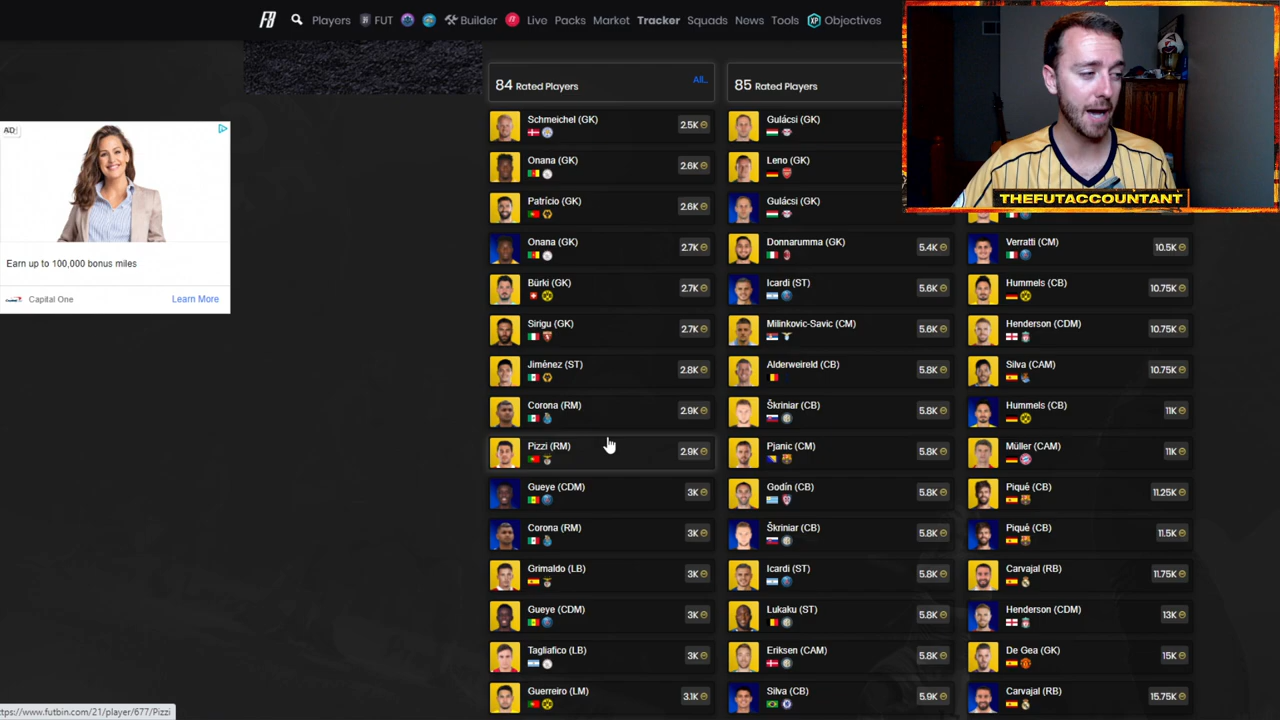 FB Players FUT Builder Live Packs Market Tracker Squads News Tools XP Objectives
84 Rated Players All..
85 Rated Players
AD
Earn up to 100,000 bonus miles
Capital One Learn More
THEFUTACCOUNTANT
Schmeichel (GK) 2.5K
Onana (GK) 2.6K
Patrício (GK) 2.6K
Onana (GK) 2.7K
Bürki (GK) 2.7K
Sirigu (GK) 2.7K
Jiménez (ST) 2.8K
Corona (RM) 2.9K
Pizzi (RM) 2.9K
Gueye (CDM) 3K
Corona (RM) 3K
Grimaldo (LB) 3K
Gueye (CDM) 3K
Tagliafico (LB) 3K
Guerreiro (LM) 3.1K
Gulácsi (GK)
Leno (GK)
Gulácsi (GK)
Donnarumma (GK) 5.4K
Icardi (ST) 5.6K
Milinkovic-Savic (CM) 5.6K
Alderweireld (CB) 5.8K
Škriniar (CB) 5.8K
Pjanic (CM) 5.8K
Godín (CB) 5.8K
Škriniar (CB) 5.8K
Icardi (ST) 5.8K
Lukaku (ST) 5.8K
Eriksen (CAM) 5.8K
Silva (CB) 5.9K
Verratti (CM) 10.5K
Hummels (CB) 10.75K
Henderson (CDM) 10.75K
Silva (CAM) 10.75K
Hummels (CB) 11K
Müller (CAM) 11K
Piqué (CB) 11.25K
Piqué (CB) 11.5K
Carvajal (RB) 11.75K
Henderson (CDM) 13K
De Gea (GK) 15K
Carvajal (RB) 15.75K
ttps://www.futbin.com/21/player/677/Pizzi